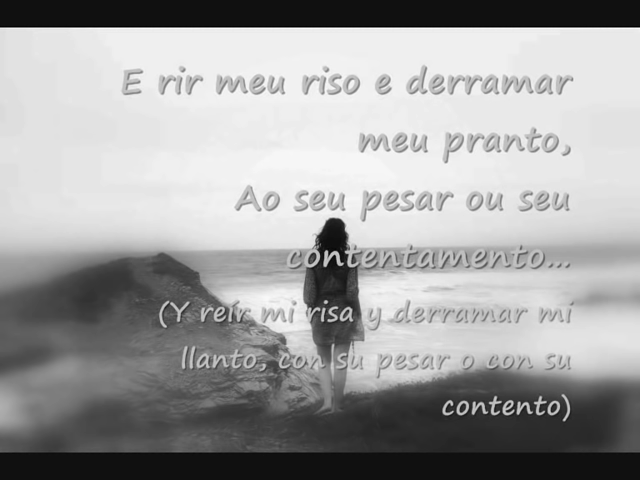 E rir meu riso e derramar
meu pranto,
Ao seu pesar ou seu
contentamento...
(Y reír mi risa y derramar mi
llanto, con su pesar o con su
contento)